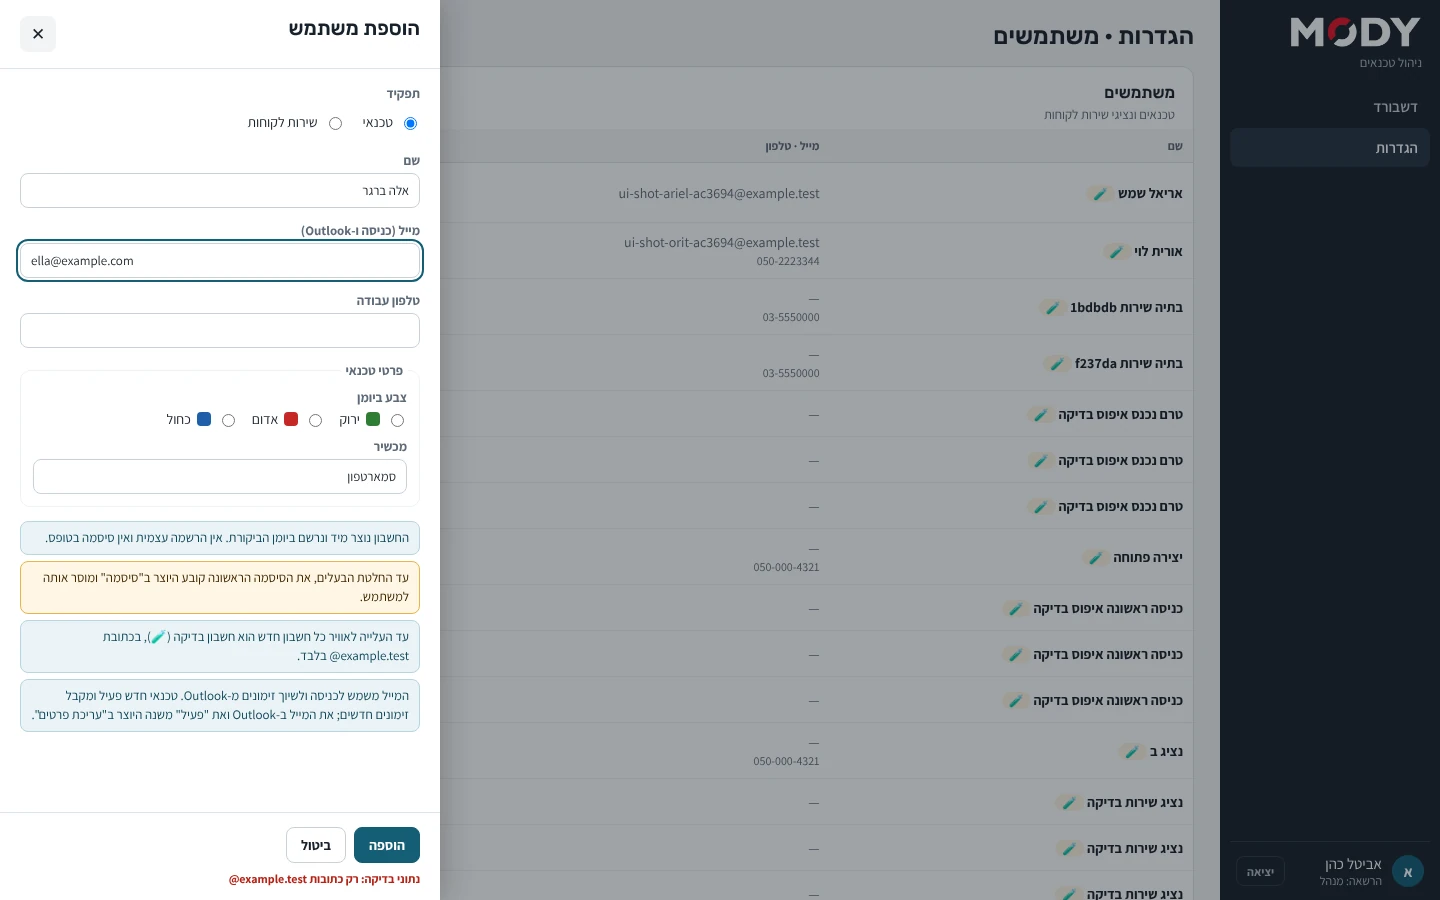 MODY
ניהול טכנאים
דשבורד
הגדרות
אביטל כהן
הרשאה: מנהל
א
יציאה
הגדרות • משתמשים
משתמשים
טכנאים ונציגי שירות לקוחות
שם
מייל · טלפון
אריאל שמש
ui-shot-ariel-ac3694@example.test
אורית לוי
ui-shot-orit-ac3694@example.test
050-2223344
בתיה שירות 1bdbdb
—
03-5550000
בתיה שירות f237da
—
03-5550000
טרם נכנס איפוס בדיקה
—
טרם נכנס איפוס בדיקה
—
טרם נכנס איפוס בדיקה
—
יצירה פתוחה
—
050-000-4321
כניסה ראשונה איפוס בדיקה
—
כניסה ראשונה איפוס בדיקה
—
כניסה ראשונה איפוס בדיקה
—
נציג ב
—
050-000-4321
נציג שירות בדיקה
—
נציג שירות בדיקה
—
נציג שירות בדיקה
—
הוספת משתמש
✕
תפקיד
טכנאי
שירות לקוחות
שם
אלה ברגר
מייל (כניסה ו-Outlook)
ella@example.com
טלפון עבודה
פרטי טכנאי
צבע ביומן
ירוק
אדום
כחול
מכשיר
סמארטפון
החשבון נוצר מיד ונרשם ביומן הביקורת. אין הרשמה עצמית ואין סיסמה בטופס.
עד החלטת הבעלים, את הסיסמה הראשונה קובע היוצר ב"סיסמה" ומוסר אותה
למשתמש.
עד העלייה לאוויר כל חשבון חדש הוא חשבון בדיקה (🧪), בכתובת
@example.test בלבד.
המייל משמש לכניסה ולשיוך זימונים מ-Outlook. טכנאי חדש פעיל ומקבל
זימונים חדשים; את המייל ב-Outlook ואת "פעיל" משנה היוצר ב"עריכת פרטים".
הוספה
ביטול
נתוני בדיקה: רק כתובות @example.test